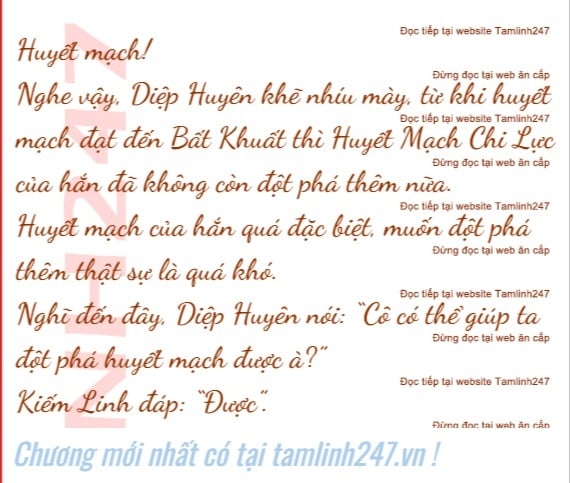 Đọc tiếp tại website Tamlinh247
Huyết mạch!
Đừng đọc tại web ăn cắp
Nghe vậy, Diệp Huyên khẽ nhíu mày, từ khi huyết
Đọc tiếp tại website Tamlinh247
mạch đạt đến Bất Khuất thì Huyết Mạch Chi Lực
Đừng đọc tại web ăn cắp
của hắn đã không còn đột phá thêm nữa.
Đọc tiếp tại website Tamlinh247
Huyết mạch của hắn quá đặc biệt, muốn đột phá
Đừng đọc tại web ăn cắp
thêm thật sự là quá khó.
Đọc tiếp tại website Tamlinh247
Nghĩ đến đây, Diệp Huyên nói: “Cô có thể giúp ta
Đừng đọc tại web ăn cắp
đột phá huyết mạch được à?”
Đọc tiếp tại website Tamlinh247
Kiếm Linh đáp: “Được”.
Đừng đọc tại web ăn cắp
NH247
Chương mới nhất có tại tamlinh247.vn !